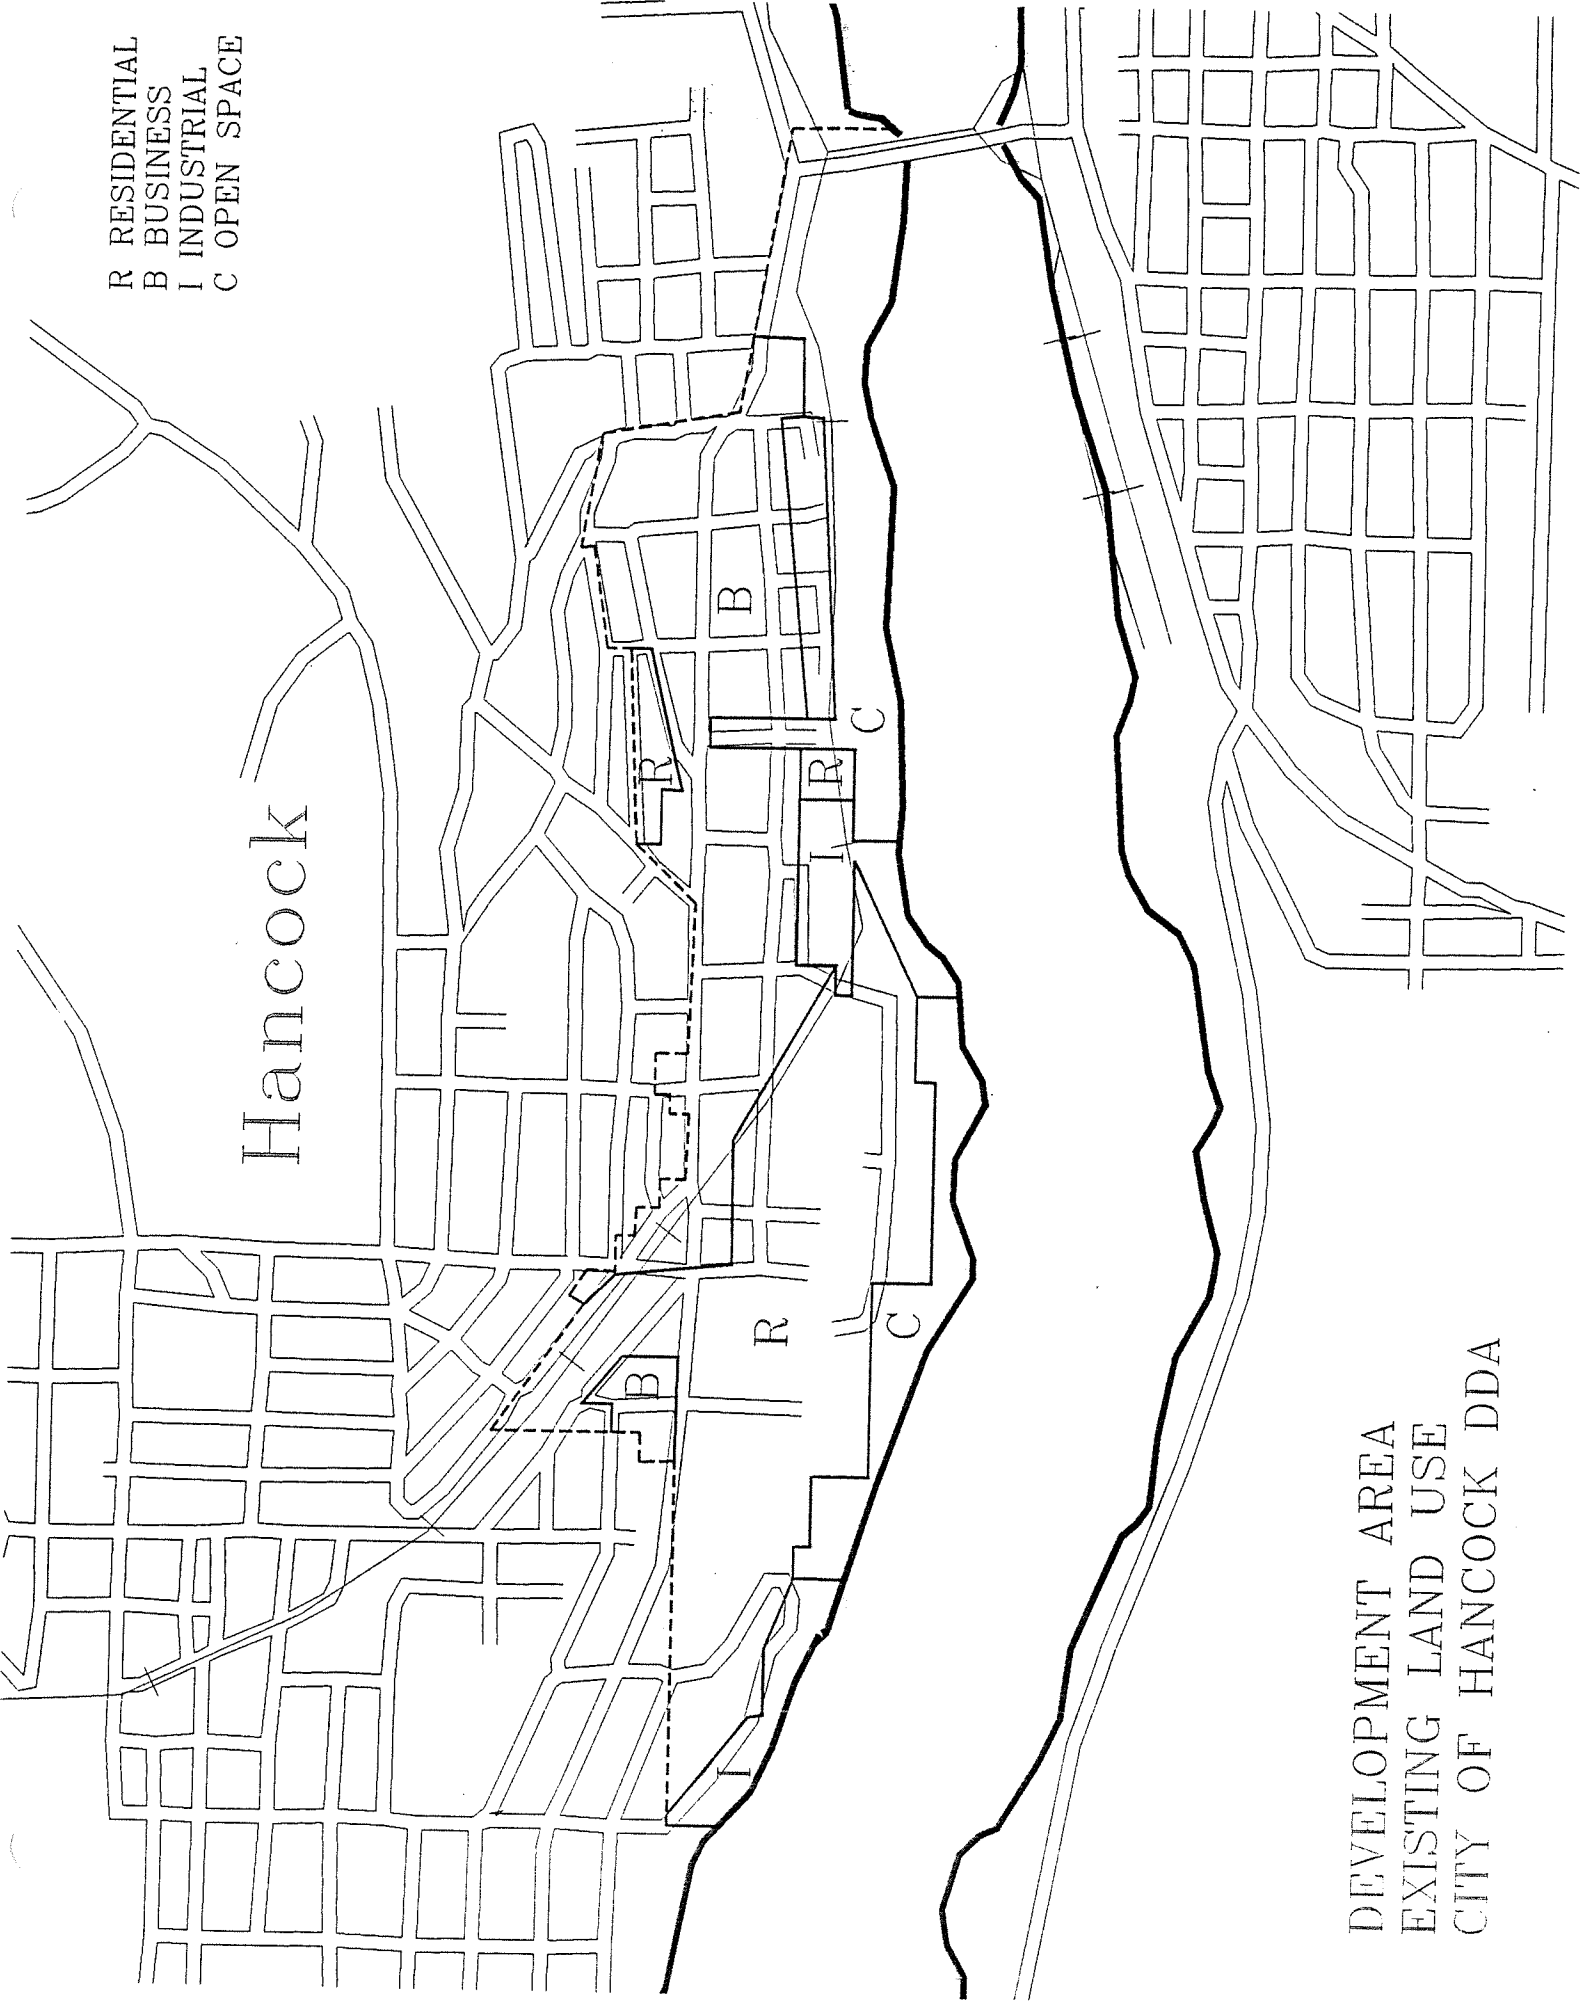 R RESIDENTIAL
B BUSINESS
I INDUSTRIAL
C OPEN SPACE
Hancock
B
R
C
R
I
R
C
B
I
DEVELOPMENT AREA
EXISTING LAND USE
CITY OF HANCOCK DDA